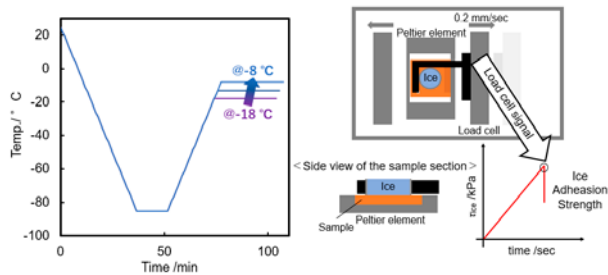 20
0
-20
-40
-60
-80
-100
Temp./° C
0
50
100
Time /min
@-8 °C
@-18 °C
0.2 mm/sec
Peltier element
Ice
Load cell
Load cell signal
<Side view of the sample section>
Ice
Sample
Peltier element
τice /kPa
time /sec
Ice
Adheasion
Strength